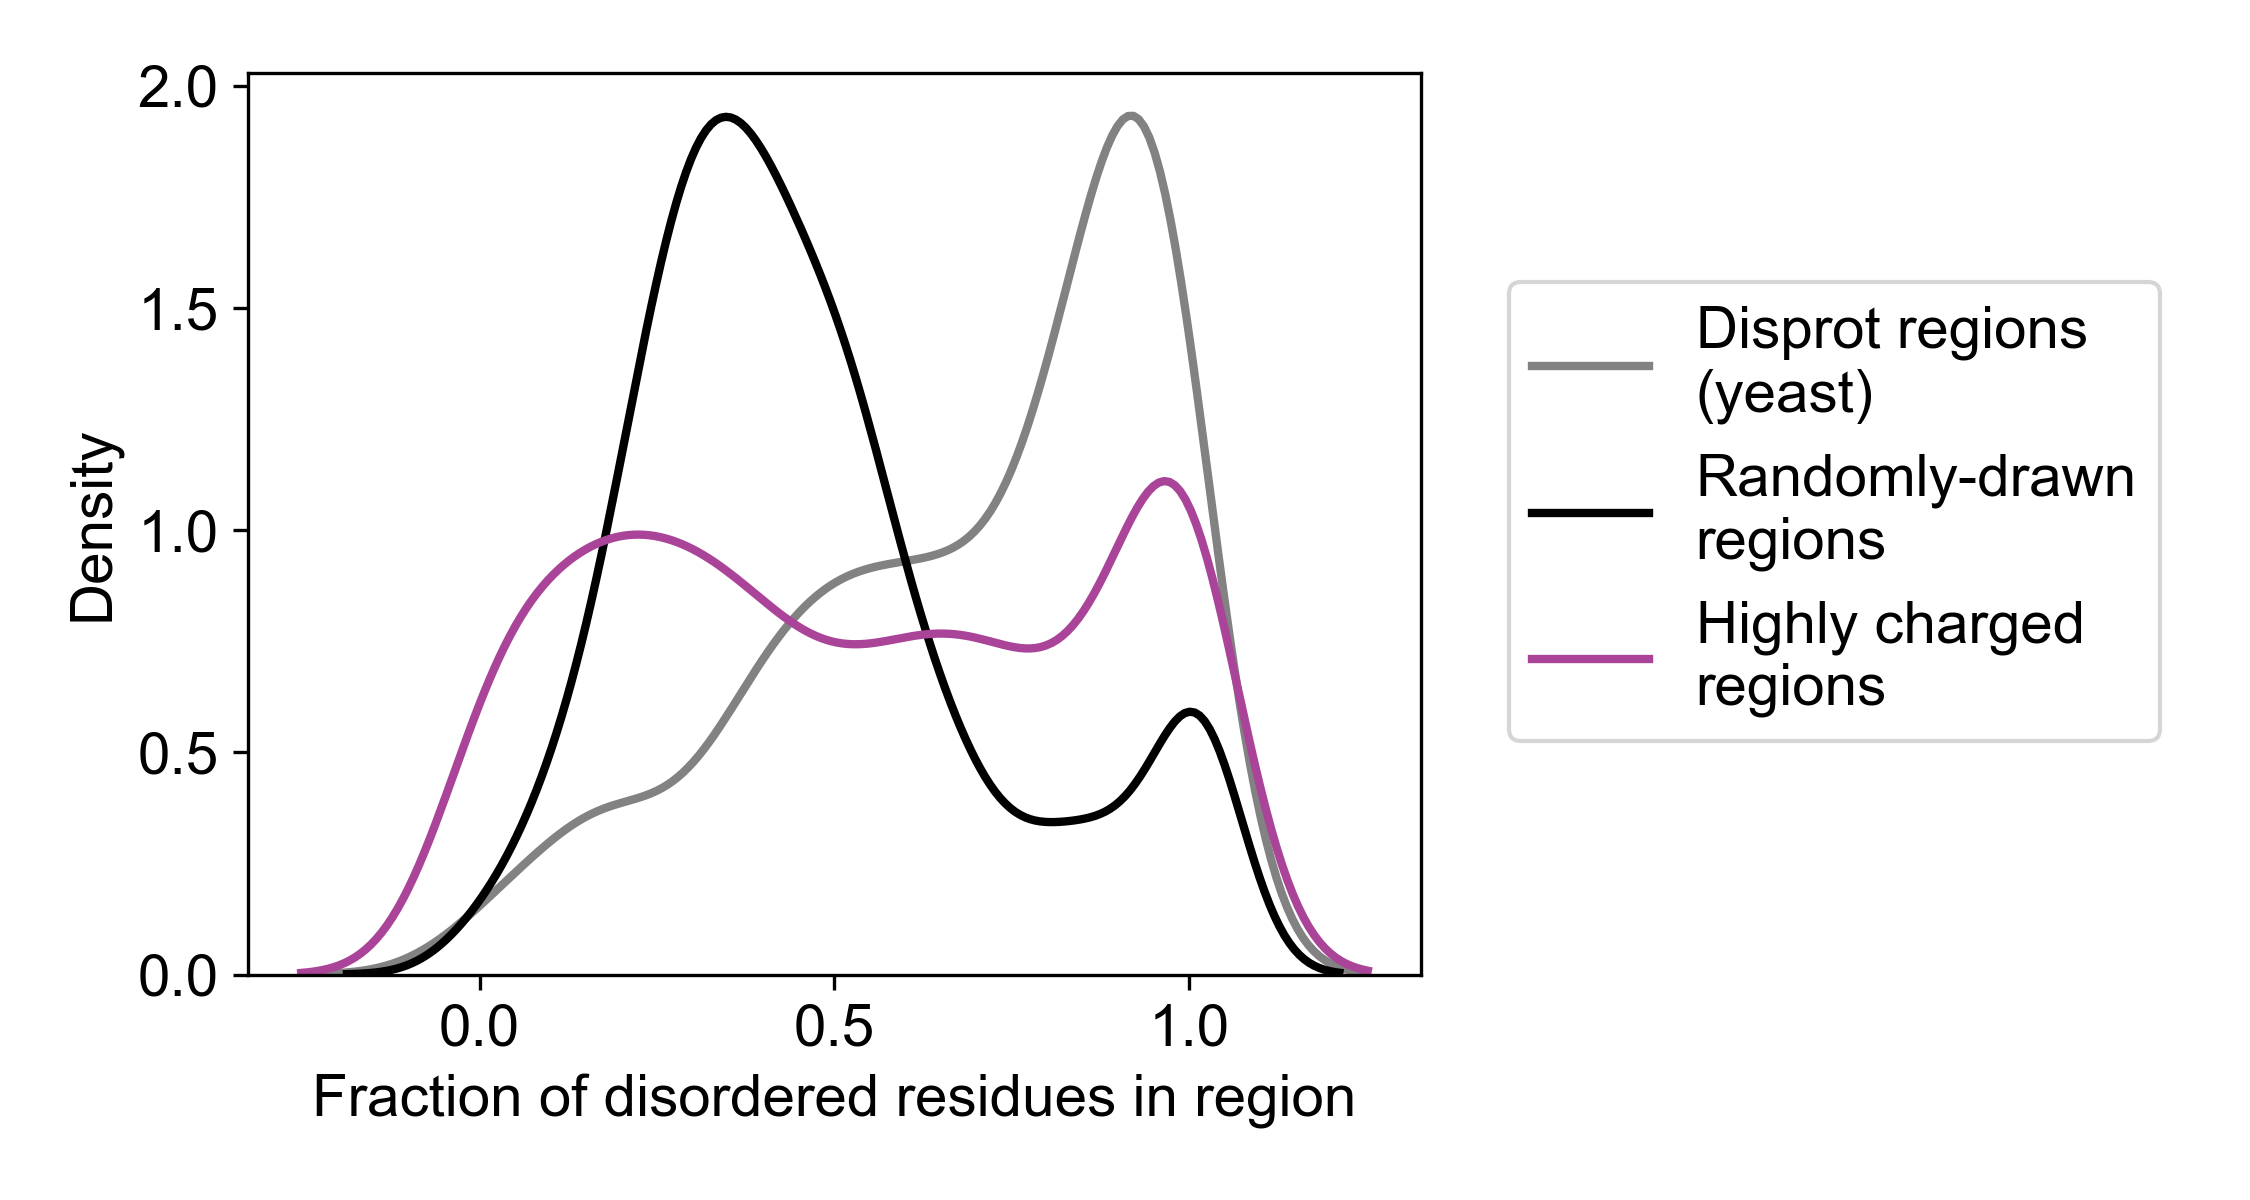 2.0
1.5
1.0
0.5
0.0
Density
0.0 0.5 1.0
Fraction of disordered residues in region
Disprot regions
(yeast)
Randomly-drawn
regions
Highly charged
regions